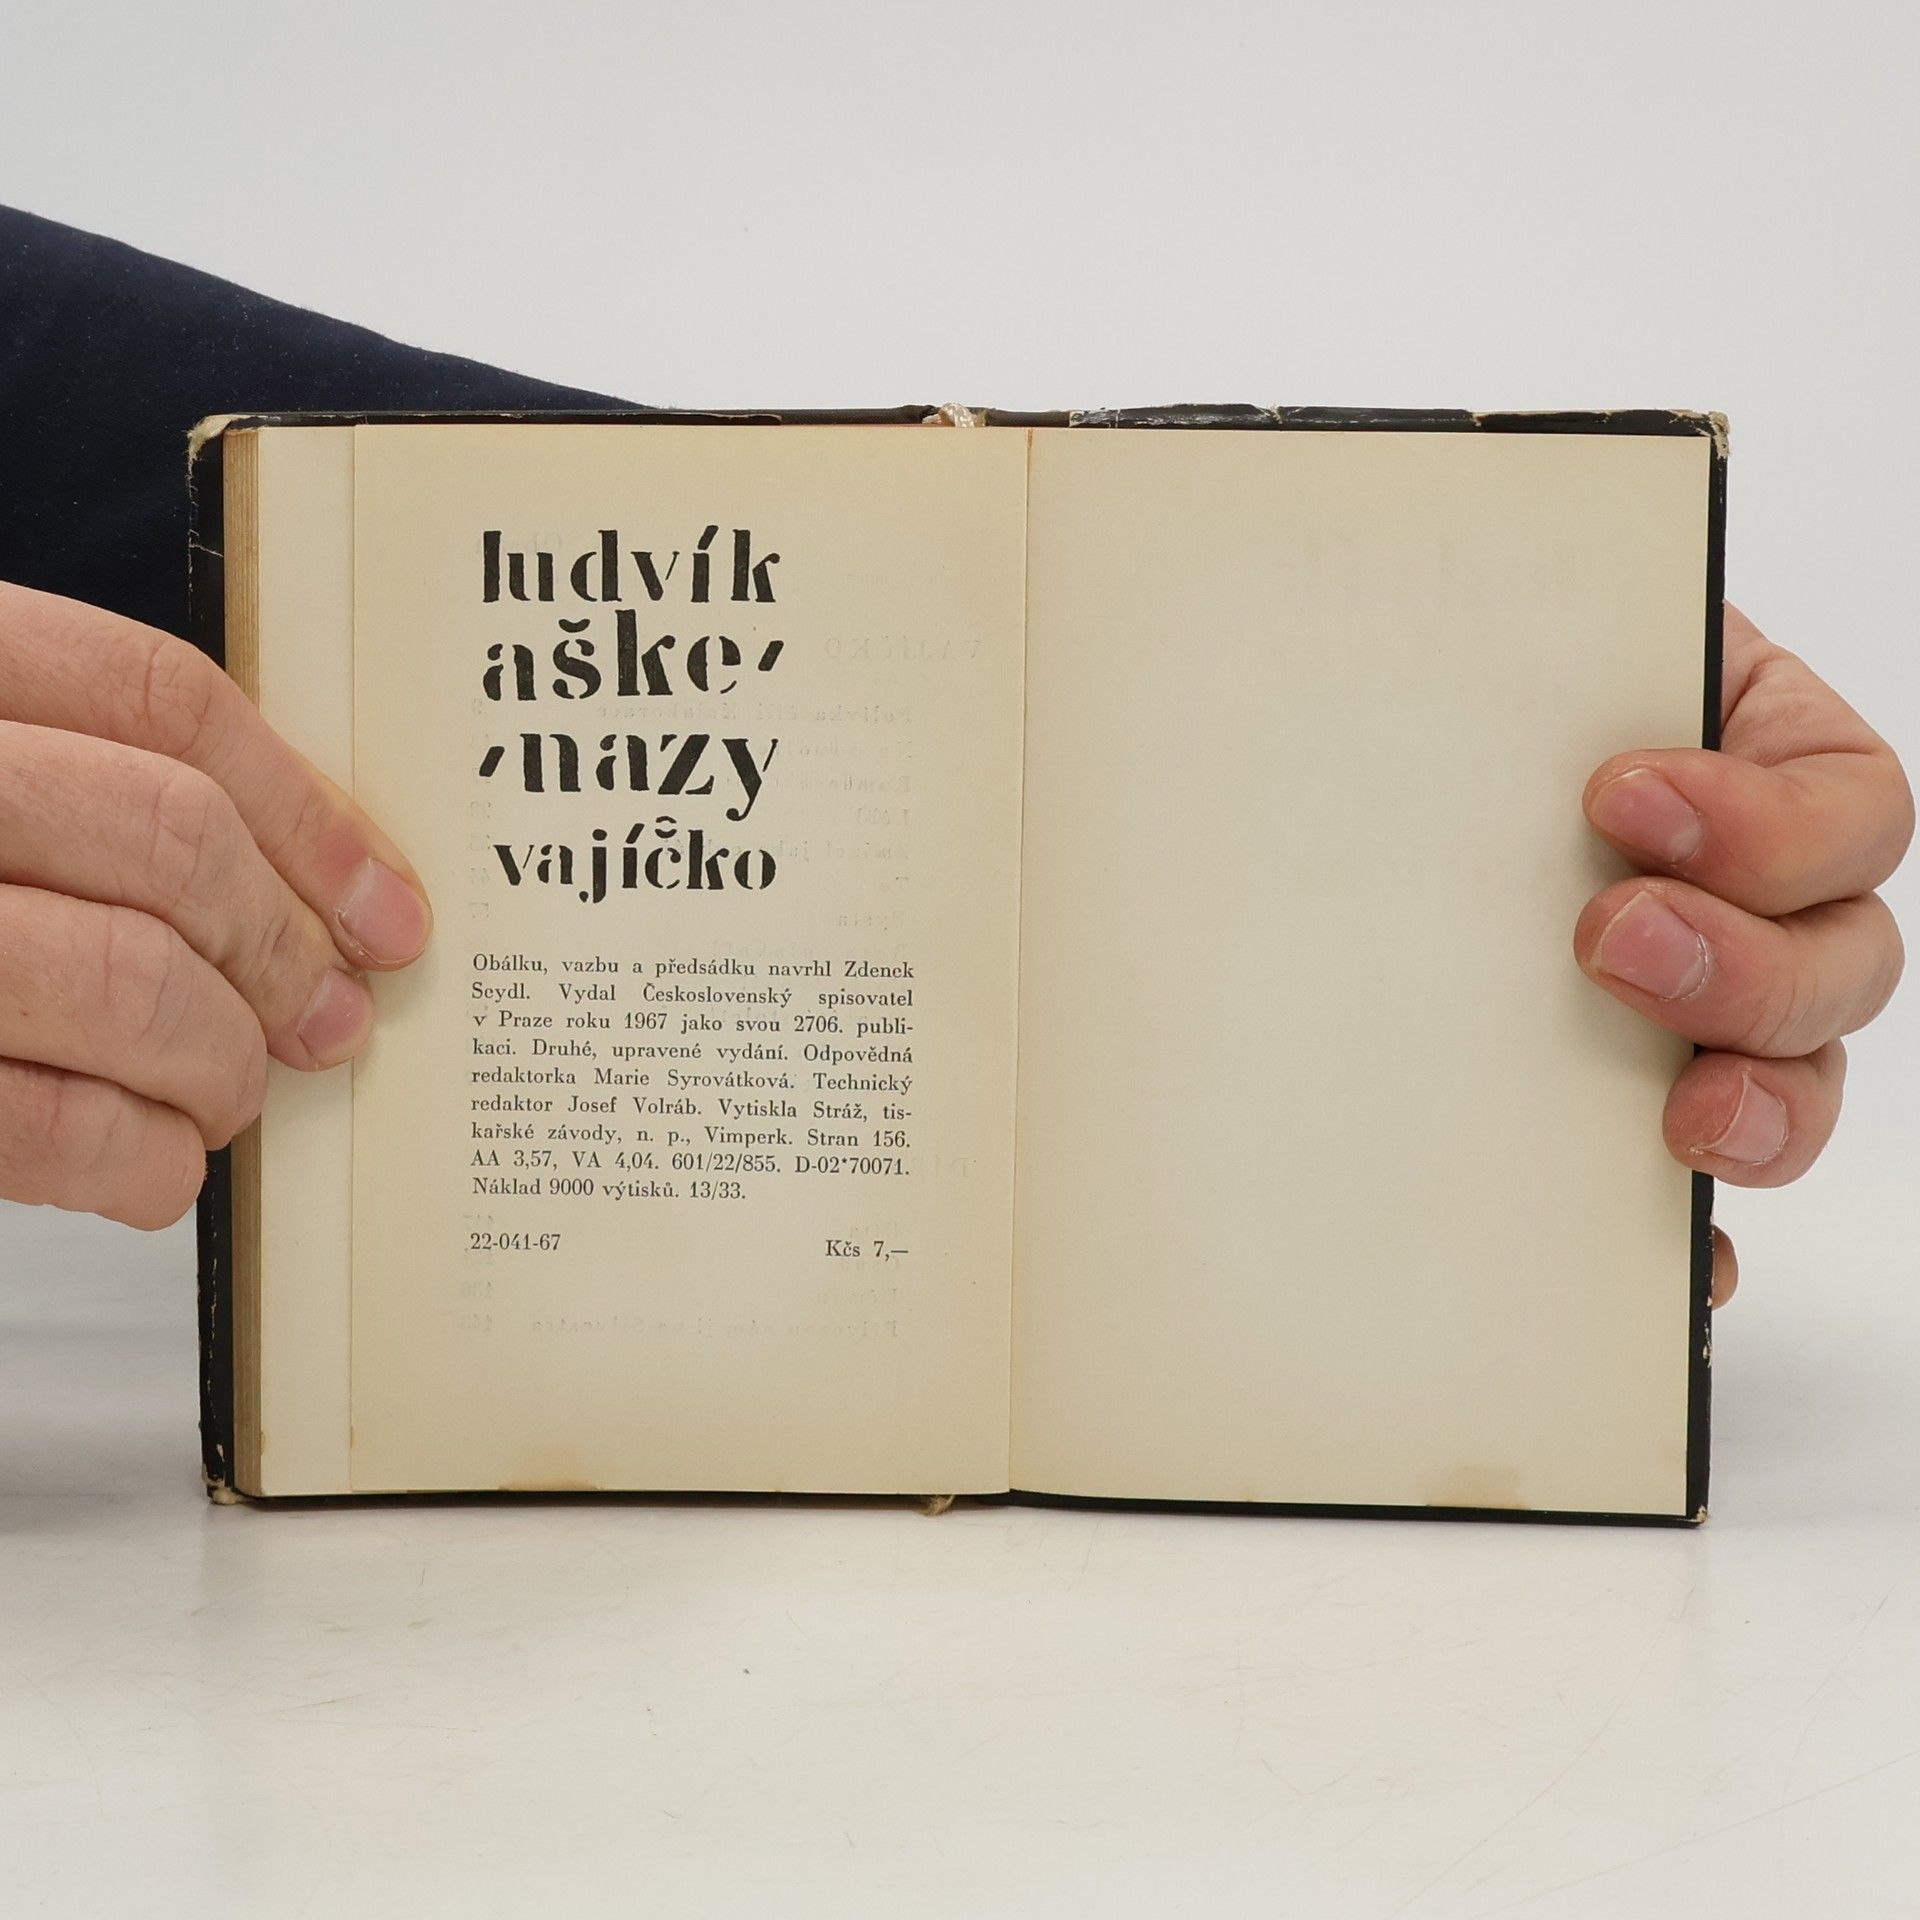 ludvík
aške-
-nazy
vajíčko
Obálku, vazbu a předsádku navrhl Zdenek
Seydl. Vydal Československý spisovatel
v Praze roku 1967 jako svou 2706. publi-
kaci. Druhé, upravené vydání. Odpovědná
redaktorka Marie Syrovátková. Technický
redaktor Josef Volráb. Vytiskla Stráž, tis-
kařské závody, n. p., Vimperk. Stran 156.
AA 3,57, VA 4,04. 601/22/855. D-02*70071.
Náklad 9000 výtisků. 13/33.
22-041-67 Kčs 7,—